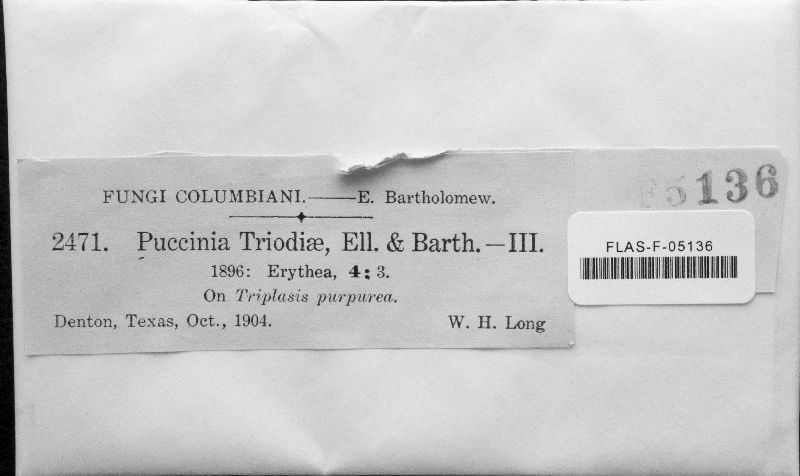 FUNGI COLUMBIANI.——E. Bartholomew.
F5136
2471. Puccinia Triodiæ, Ell. & Barth.—III.
1896: Erythea, 4: 3.
On Triplasis purpurea.
Denton, Texas, Oct., 1904. W. H. Long
FLAS-F-05136